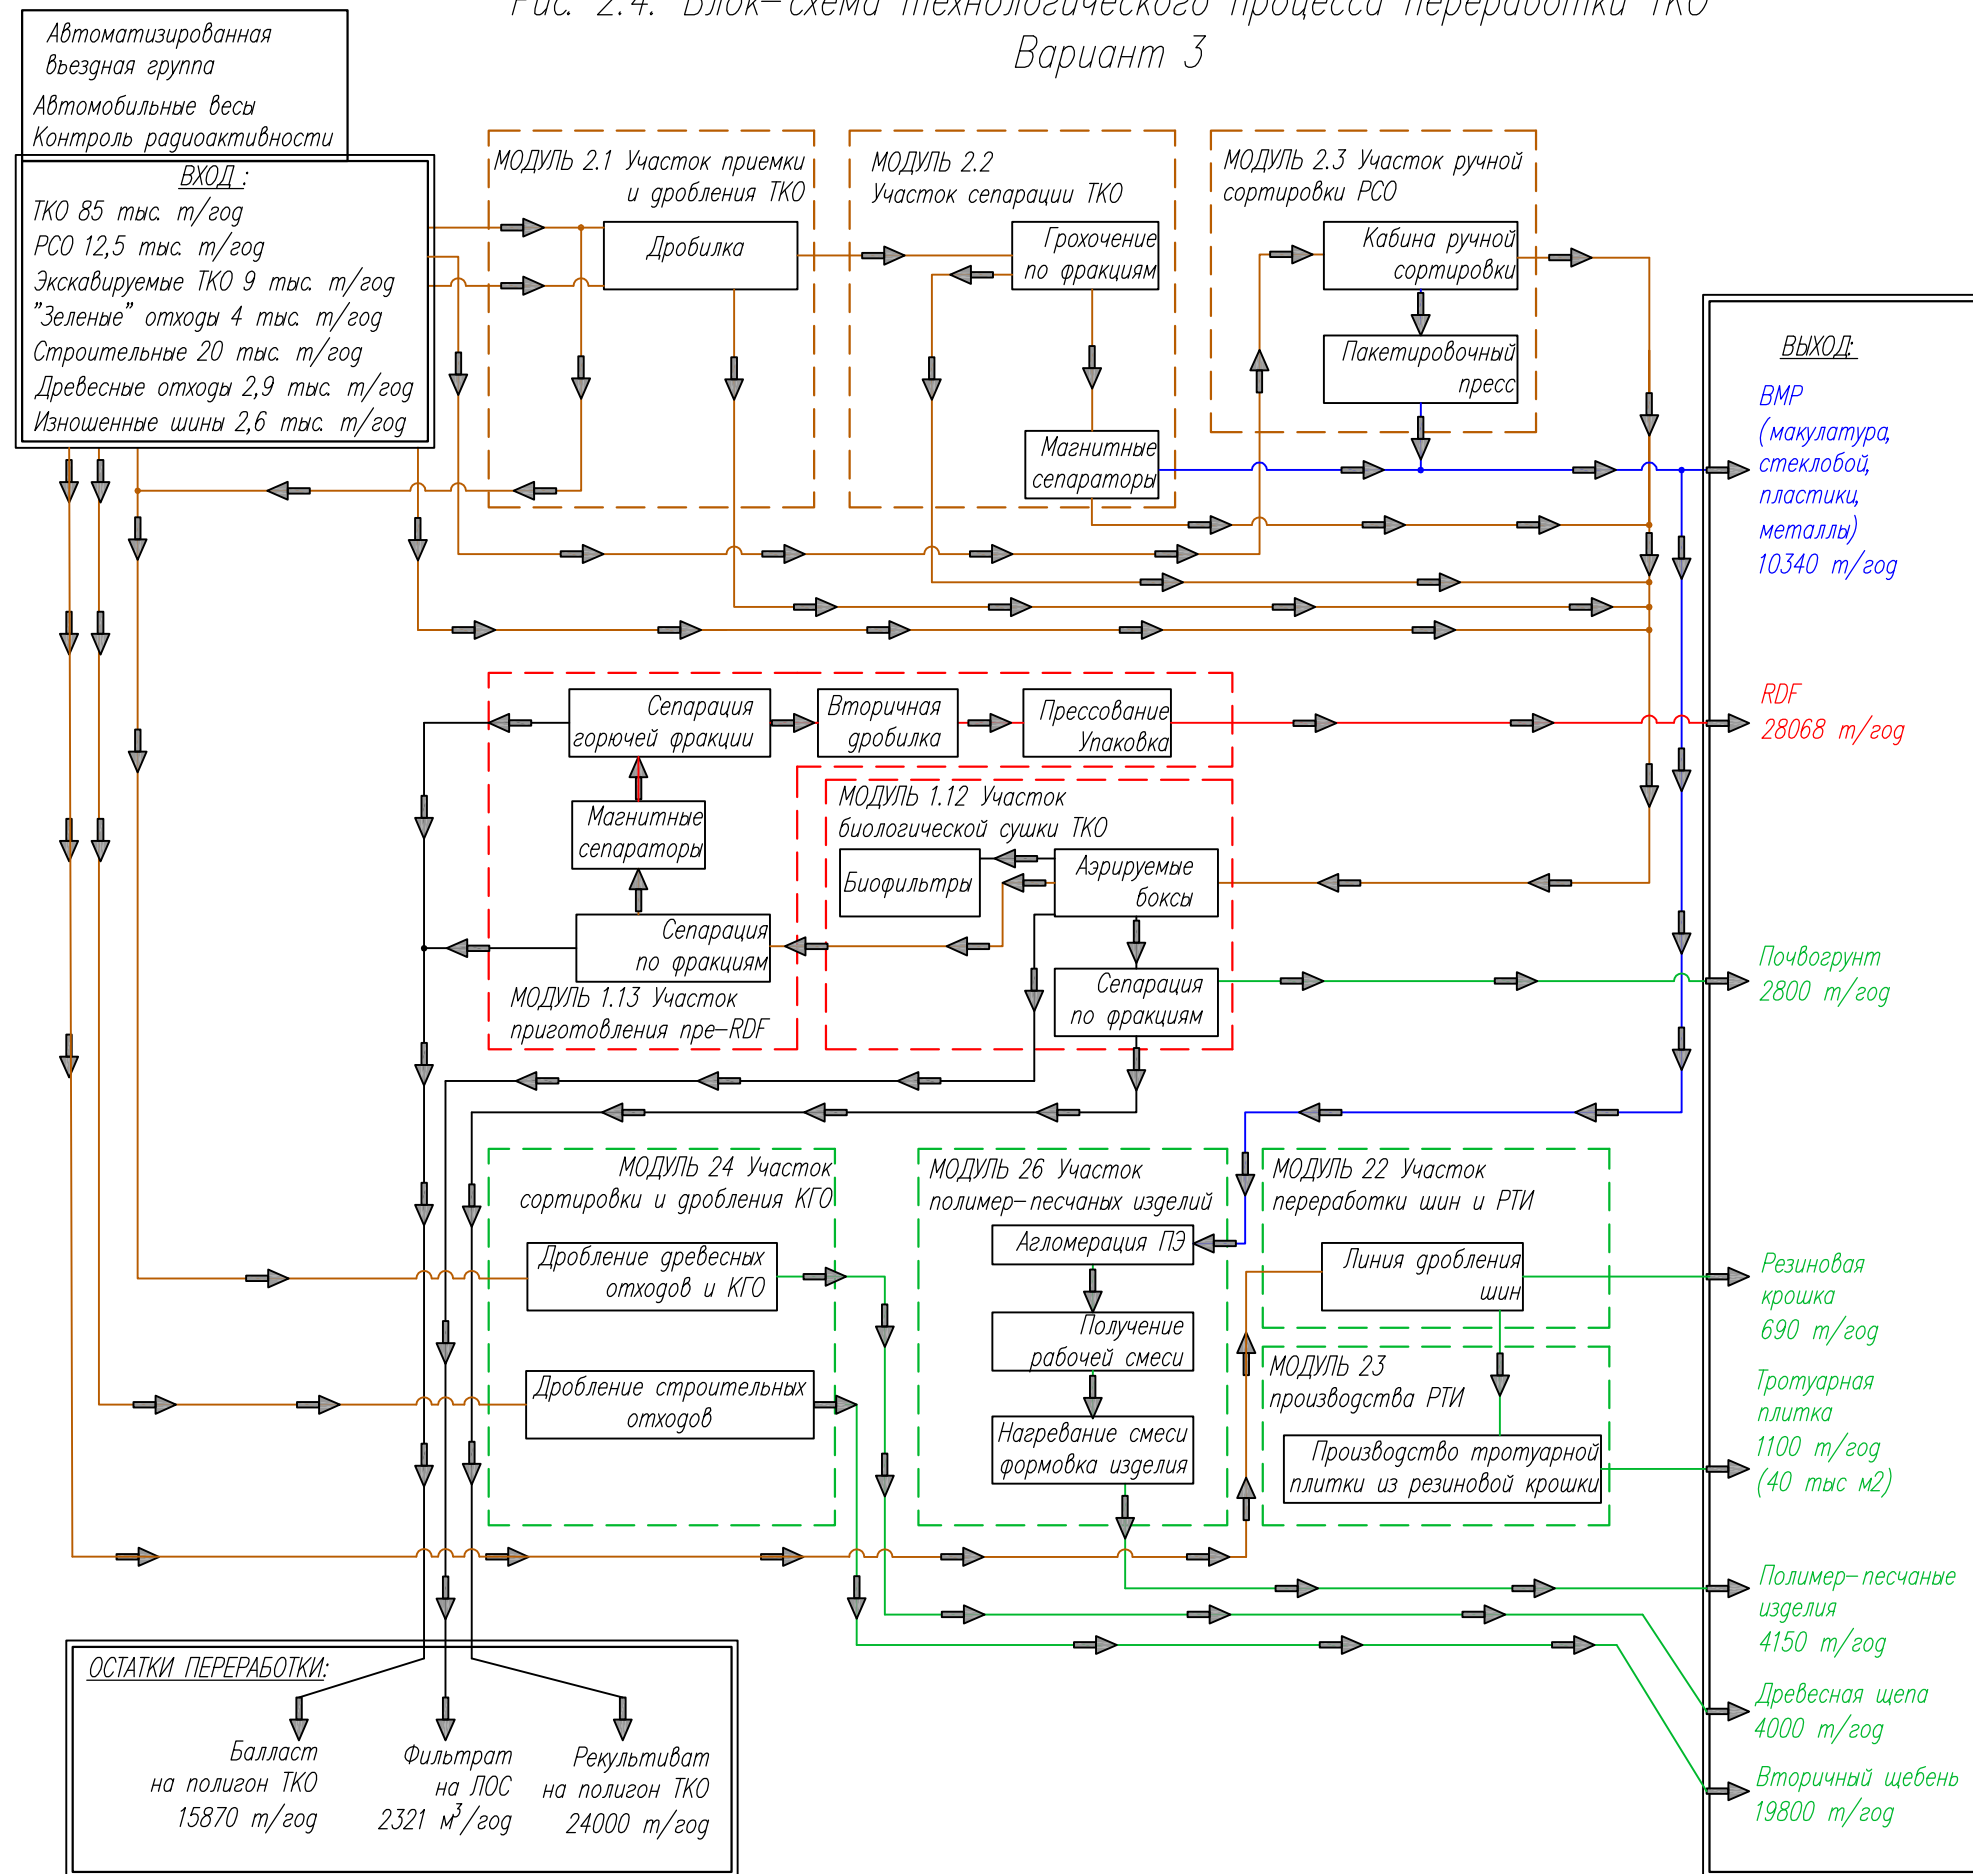 Рис. 2.4. Блок-схема технологического процесса переработки ТКО
Вариант 3
Автоматизированная
въездная группа
Автомобильные весы
Контроль радиоактивности
ВХОД :
ТКО 85 тыс. т/год
РСО 12,5 тыс. т/год
Экскавируемые ТКО 9 тыс. т/год
"Зеленые" отходы 4 тыс. т/год
Строительные 20 тыс. т/год
Древесные отходы 2,9 тыс. т/год
Изношенные шины 2,6 тыс. т/год
МОДУЛЬ 2.1 Участок приемки
и дробления ТКО
Дробилка
МОДУЛЬ 2.2
Участок сепарации ТКО
Грохочение
по фракциям
Магнитные
сепараторы
МОДУЛЬ 2.3 Участок ручной
сортировки РСО
Кабина ручной
сортировки
Пакетировочный
пресс
ВЫХОД:
ВМР
(макулатура,
стеклобой,
пластики,
металлы)
10340 т/год
RDF
28068 т/год
Почвогрунт
2800 т/год
Резиновая
крошка
690 т/год
Тротуарная
плитка
1100 т/год
(40 тыс м2)
Полимер-песчаные
изделия
4150 т/год
Древесная щепа
4000 т/год
Вторичный щебень
19800 т/год
Сепарация
горючей фракции
Вторичная
дробилка
Прессование
Упаковка
Магнитные
сепараторы
Сепарация
по фракциям
МОДУЛЬ 1.13 Участок
приготовления пре-RDF
МОДУЛЬ 1.12 Участок
биологической сушки ТКО
Биофильтры
Аэрируемые
боксы
Сепарация
по фракциям
МОДУЛЬ 24 Участок
сортировки и дробления КГО
Дробление древесных
отходов и КГО
Дробление строительных
отходов
МОДУЛЬ 26 Участок
полимер-песчаных изделий
Агломерация ПЭ
Получение
рабочей смеси
Нагревание смеси
формовка изделия
МОДУЛЬ 22 Участок
переработки шин и РТИ
Линия дробления
шин
МОДУЛЬ 23
производства РТИ
Производство тротуарной
плитки из резиновой крошки
ОСТАТКИ ПЕРЕРАБОТКИ:
Балласт
на полигон ТКО
15870 т/год
Фильтрат
на ЛОС
2321 м³/год
Рекультиват
на полигон ТКО
24000 т/год